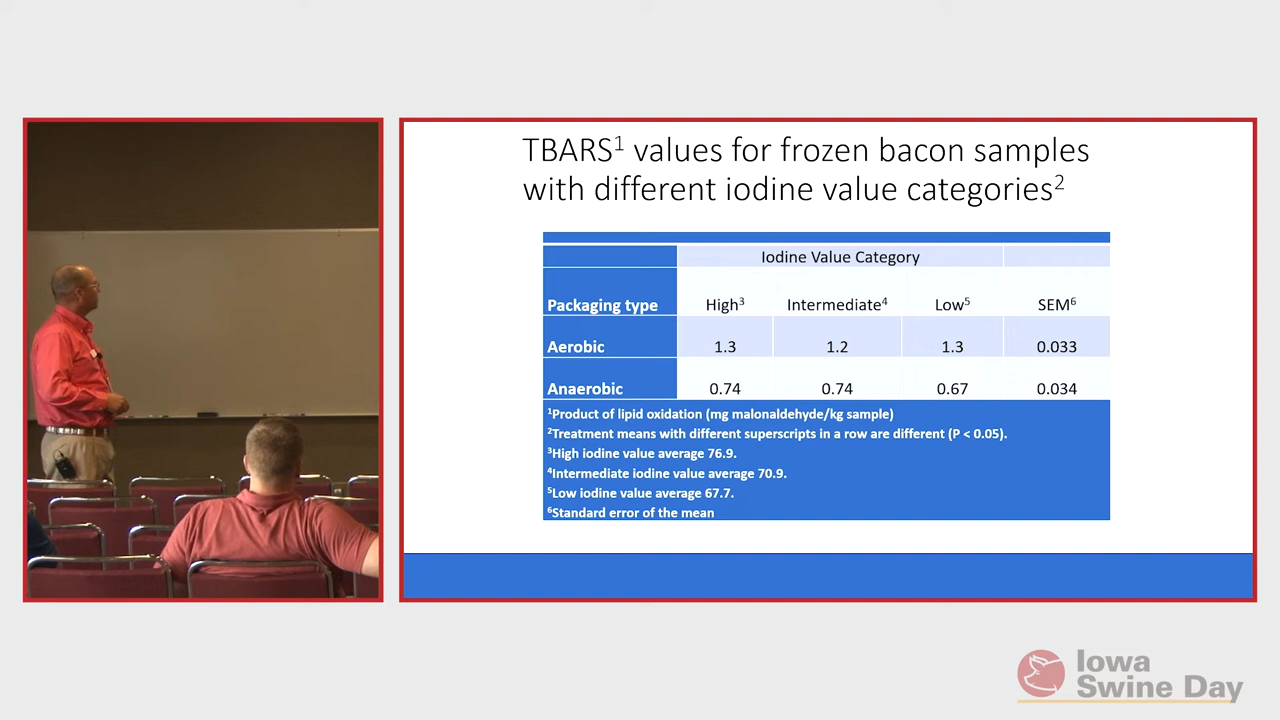 TBARS¹ values for frozen bacon samples
with different iodine value categories²
Iodine Value Category
Packaging type High³ Intermediate⁴ Low⁵ SEM⁶
Aerobic 1.3 1.2 1.3 0.033
Anaerobic 0.74 0.74 0.67 0.034
¹Product of lipid oxidation (mg malonaldehyde/kg sample)
²Treatment means with different superscripts in a row are different (P < 0.05).
³High iodine value average 76.9.
⁴Intermediate iodine value average 70.9.
⁵Low iodine value average 67.7.
⁶Standard error of the mean
Iowa
Swine Day